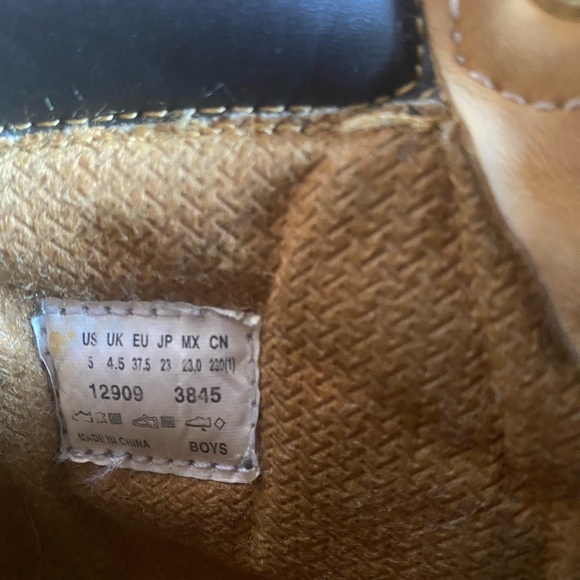 US UK EU JP MX CN
5 4.5 37.5 23 23.0 230(1)
12909 3845
MADE IN CHINA BOYS